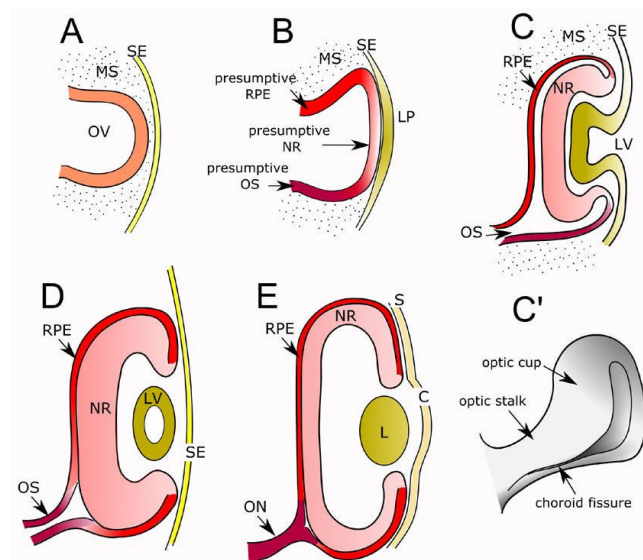 A
SE
MS
OV
B
SE
MS
presumptive
RPE
LP
presumptive
NR
presumptive
OS
C
SE
MS
RPE
NR
LV
OS
D
RPE
LV
NR
SE
OS
E
S
NR
RPE
C
L
ON
C'
optic cup
optic stalk
choroid fissure